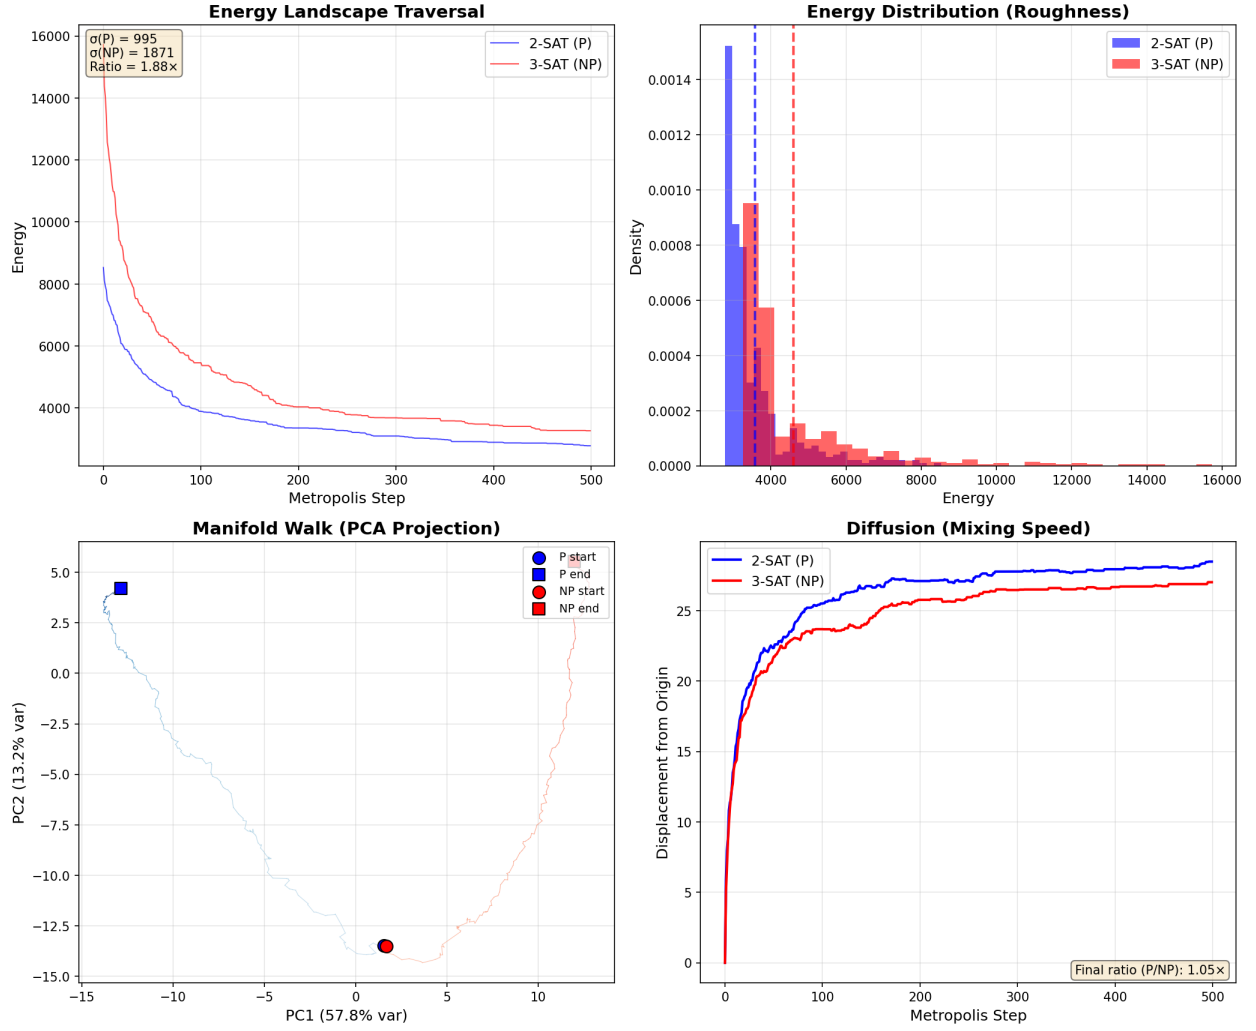 Energy Landscape Traversal
σ(P) = 995
σ(NP) = 1871
Ratio = 1.88×
2-SAT (P)
3-SAT (NP)
16000
14000
12000
10000
8000
6000
4000
Energy
0 100 200 300 400 500
Metropolis Step
Energy Distribution (Roughness)
2-SAT (P)
3-SAT (NP)
0.0014
0.0012
0.0010
0.0008
0.0006
0.0004
0.0002
0.0000
Density
4000 6000 8000 10000 12000 14000 16000
Energy
Manifold Walk (PCA Projection)
P start
P end
NP start
NP end
5.0
2.5
0.0
−2.5
−5.0
−7.5
−10.0
−12.5
−15.0
PC2 (13.2% var)
−15 −10 −5 0 5 10
PC1 (57.8% var)
Diffusion (Mixing Speed)
2-SAT (P)
3-SAT (NP)
25
20
15
10
5
0
Displacement from Origin
Final ratio (P/NP): 1.05×
0 100 200 300 400 500
Metropolis Step